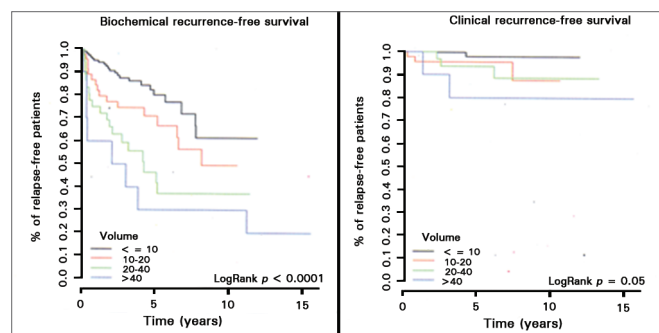 Biochemical recurrence-free survival
% of relapse-free patients
1.0
0.9
0.8
0.7
0.6
0.5
0.4
0.3
0.2
0.1
0.0
Volume
< = 10
10-20
20-40
>40
LogRank p < 0.0001
0 5 10 15
Time (years)
Clinical recurrence-free survival
% of relapse-free patients
1.0
0.9
0.8
0.7
0.6
0.5
0.4
0.3
0.2
0.1
0.0
Volume
< = 10
10-20
20-40
>40
LogRank p = 0.05
0 5 10 15
Time (years)